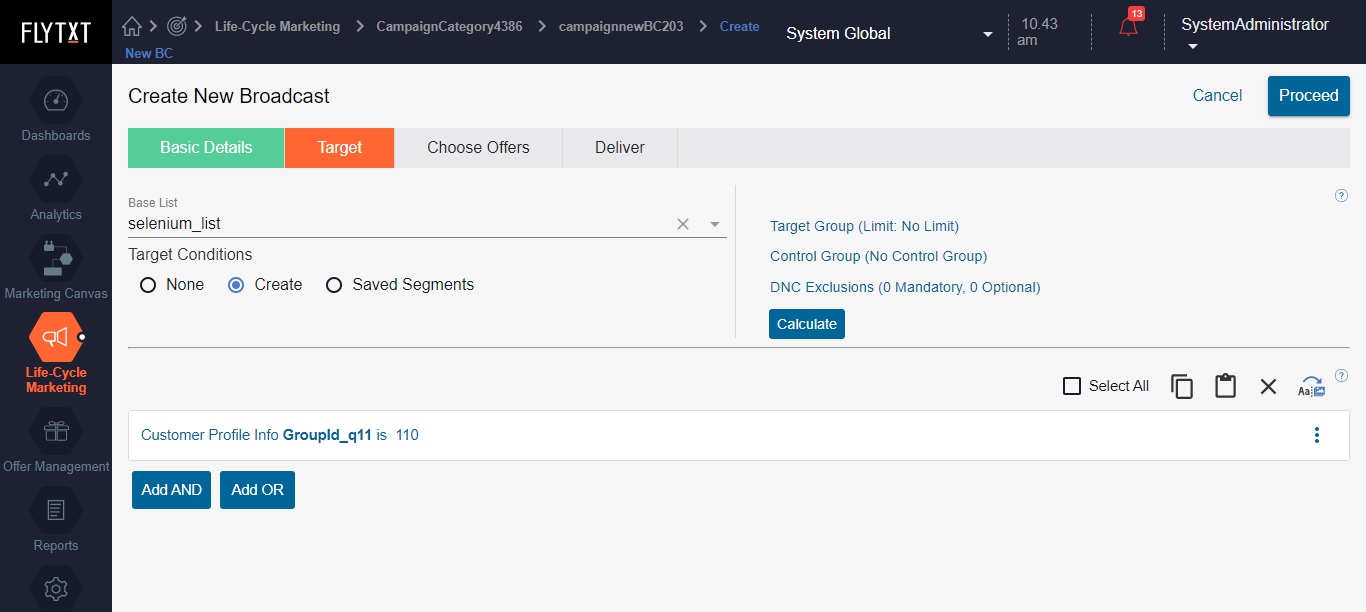 FLYTXT
Life-Cycle Marketing CampaignCategory4386 campaignnewBC203 Create
New BC
System Global
10.43
am
13
SystemAdministrator
Dashboards
Analytics
Marketing Canvas
Life-Cycle
Marketing
Offer Management
Reports
Create New Broadcast
Cancel
Proceed
Basic Details
Target
Choose Offers
Deliver
?
Base List
selenium_list
Target Conditions
None
Create
Saved Segments
Target Group (Limit: No Limit)
Control Group (No Control Group)
DNC Exclusions (0 Mandatory, 0 Optional)
Calculate
Select All
Aa
?
Customer Profile Info GroupId_q11 is 110
Add AND
Add OR